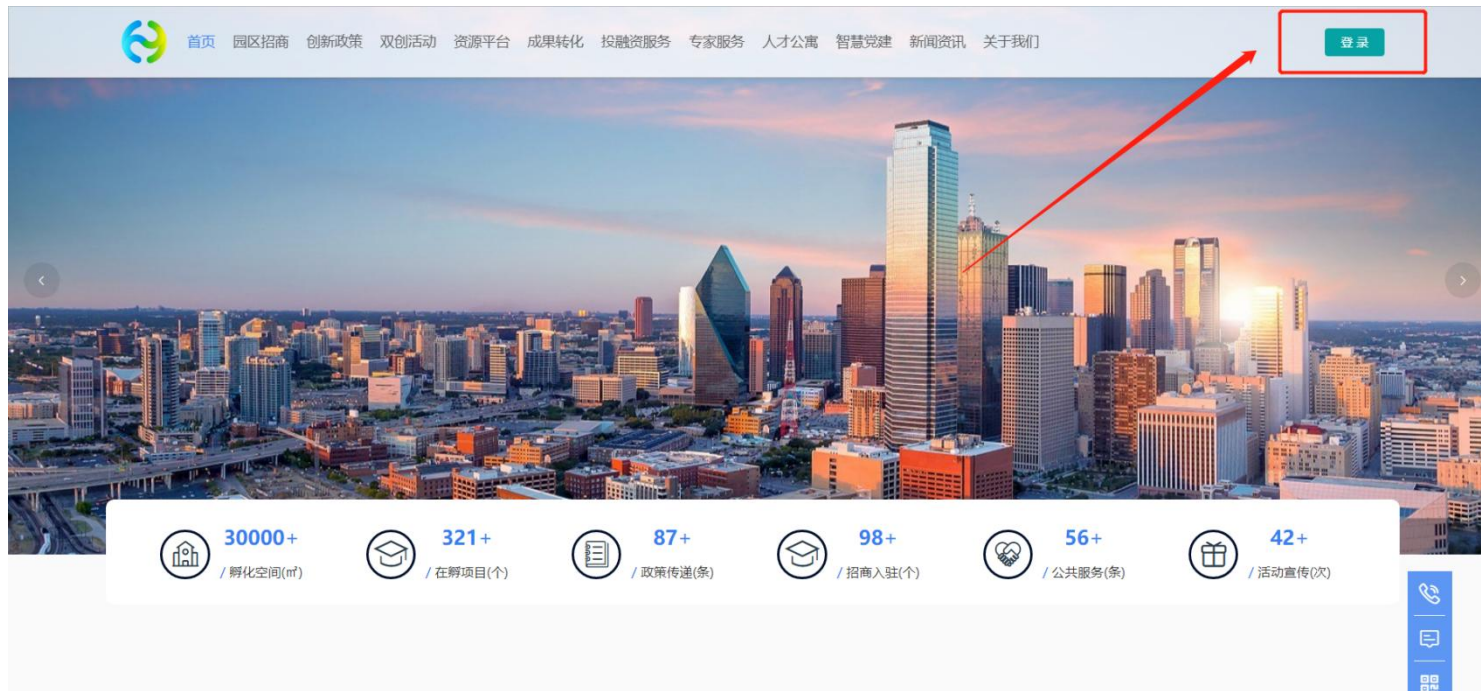 首页 园区招商 创新政策 双创活动 资源平台 成果转化 投融资服务 专家服务 人才公寓 智慧党建 新闻资讯 关于我们 登录
30000+ 321+ 87+ 98+ 56+ 42+
/ 孵化空间(㎡) / 在孵项目(个) / 政策传递(条) / 招商入驻(个) / 公共服务(条) / 活动宣传(次)